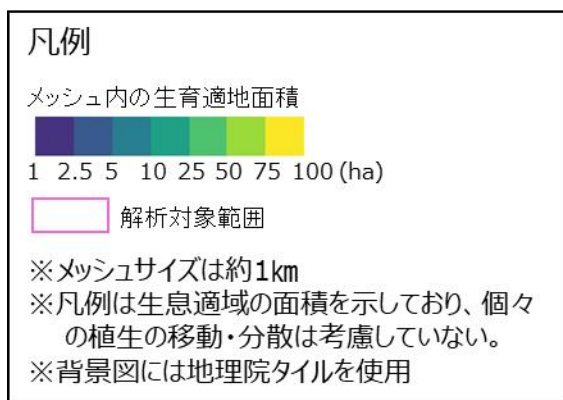 凡例
メッシュ内の生育適地面積
1 2.5 5 10 25 50 75 100 (ha)
解析対象範囲
※メッシュサイズは約1km
※凡例は生息適域の面積を示しており、個々
の植生の移動・分散は考慮していない。
※背景図には地理院タイルを使用